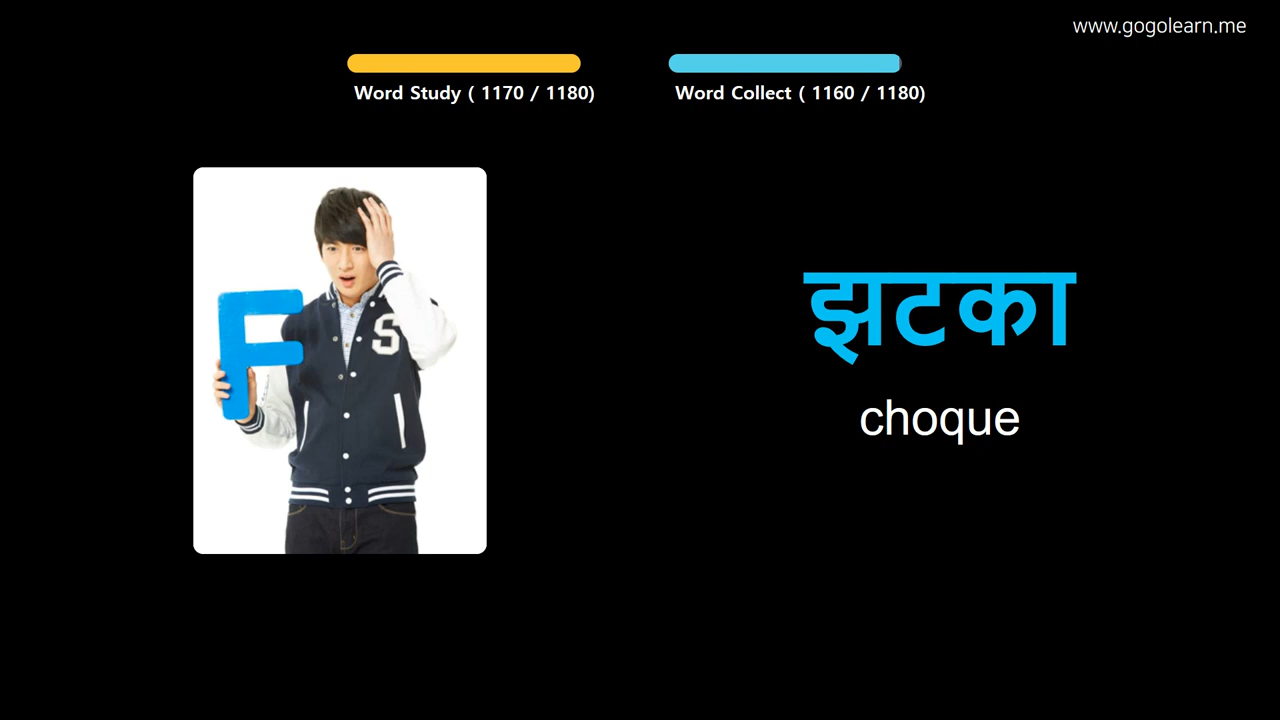 www.gogolearn.me
Word Study ( 1170 / 1180)
Word Collect ( 1160 / 1180)
F
S
झटका
choque